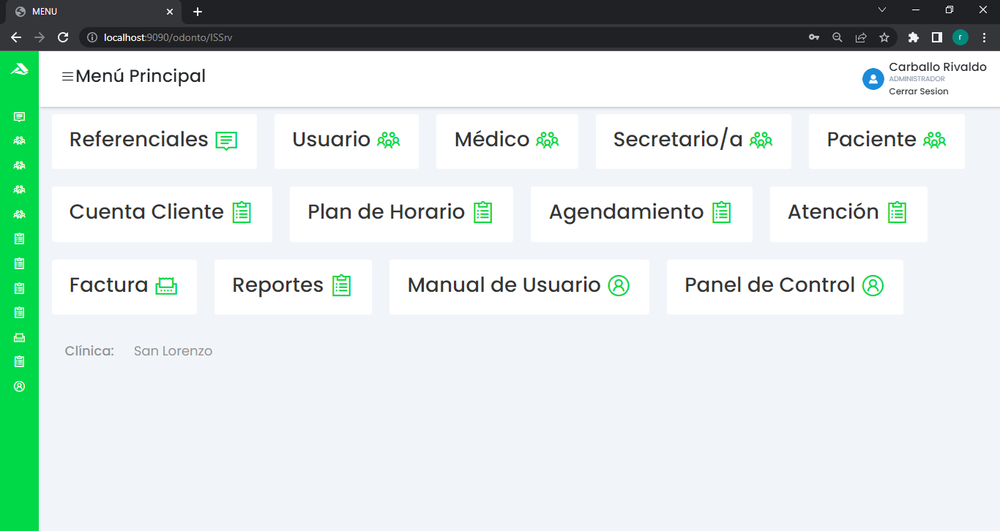 MENU
localhost:9090/odonto/ISSrv
r
Menú Principal
Carballo Rivaldo
ADMINISTRADOR
Cerrar Sesion
Referenciales Usuario Médico Secretario/a Paciente
Cuenta Cliente Plan de Horario Agendamiento Atención
Factura Reportes Manual de Usuario Panel de Control
Clínica: San Lorenzo